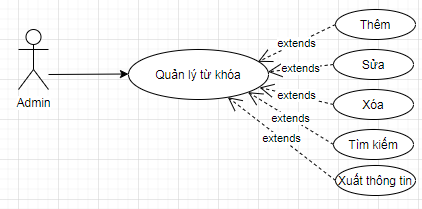 Admin
Quản lý từ khóa
Thêm
extends
Sửa
extends
Xóa
extends
Tìm kiếm
extends
Xuất thông tin
extends